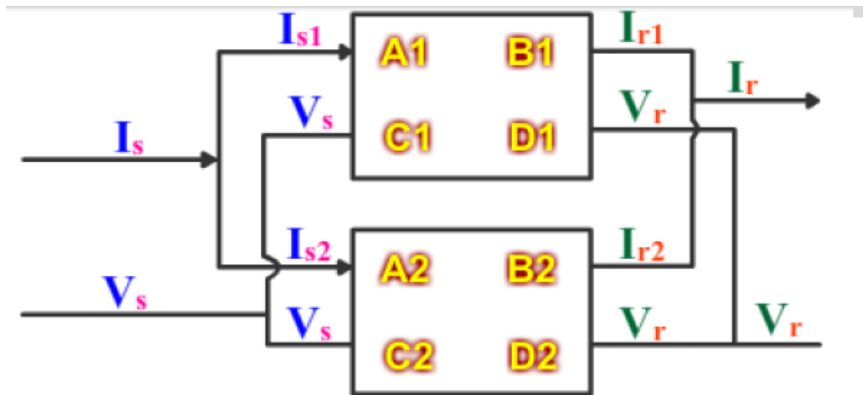 Is1 A1 B1 Ir1
Ir
Vs C1 D1 Vr
Is
Is2 A2 B2 Ir2
Vs
Vs C2 D2 Vr Vr